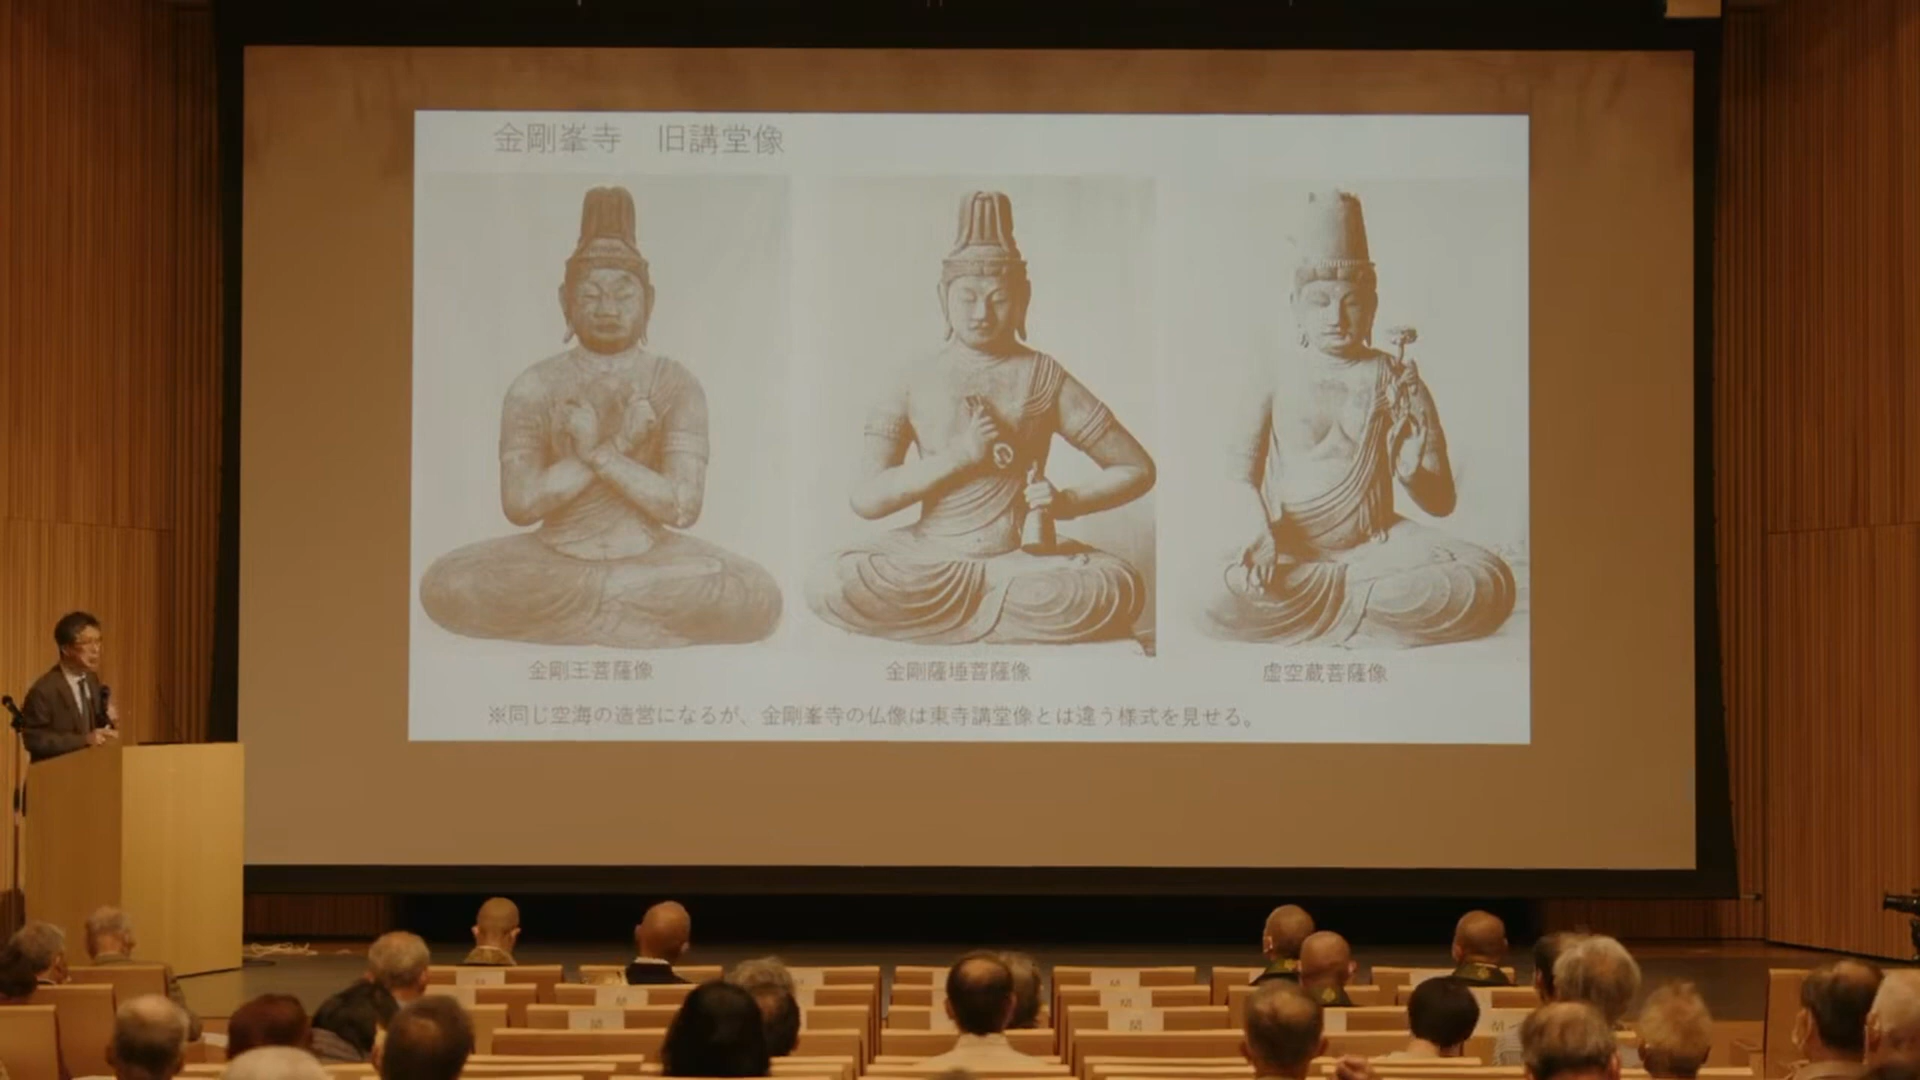 金剛峯寺　旧講堂像
金剛王菩薩像
金剛薩埵菩薩像
虚空蔵菩薩像
※同じ空海の造営になるが、金剛峯寺の仏像は東寺講堂像とは違う様式を見せる。